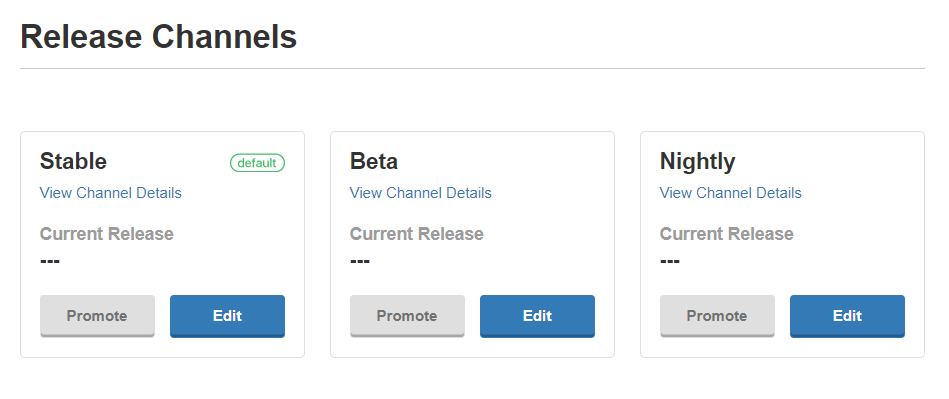 Release Channels
Stable default
View Channel Details
Current Release
---
Promote Edit
Beta
View Channel Details
Current Release
---
Promote Edit
Nightly
View Channel Details
Current Release
---
Promote Edit